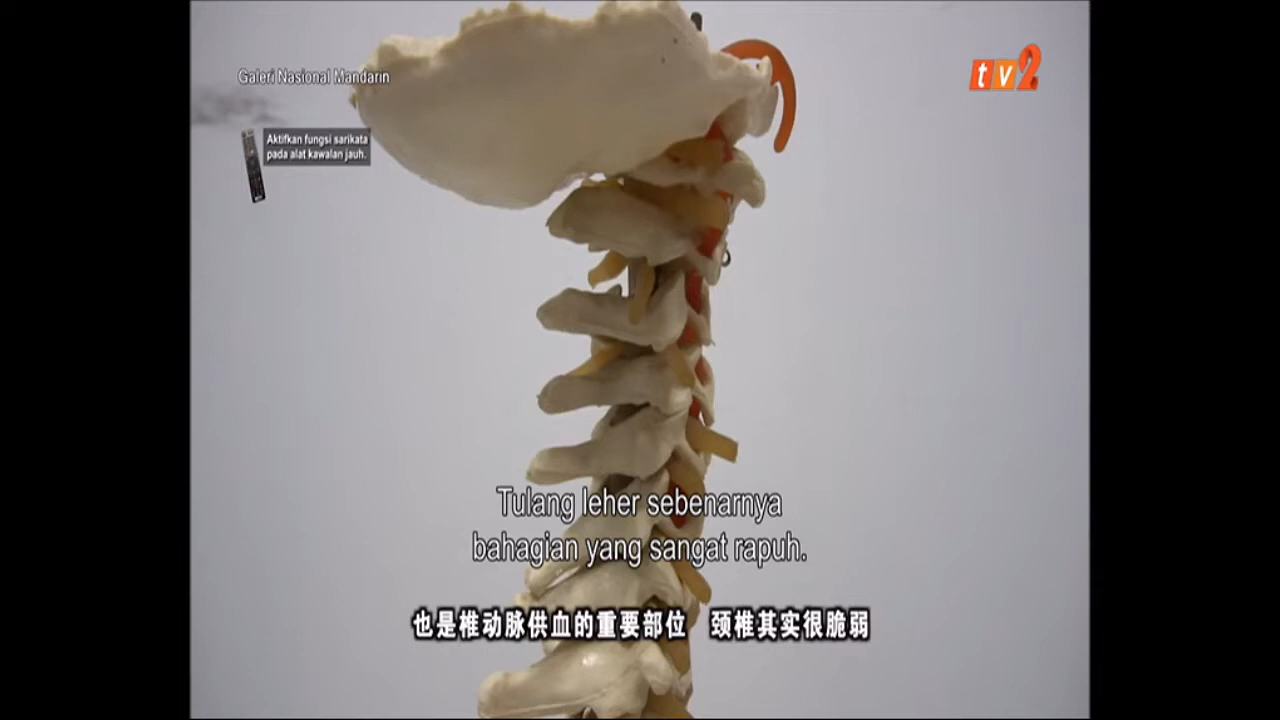 Galeri Nasional Mandarin
tv2
Aktifkan fungsi sarikata
pada alat kawalan jauh.
Tulang leher sebenarnya
bahagian yang sangat rapuh.
也是椎动脉供血的重要部位 颈椎其实很脆弱